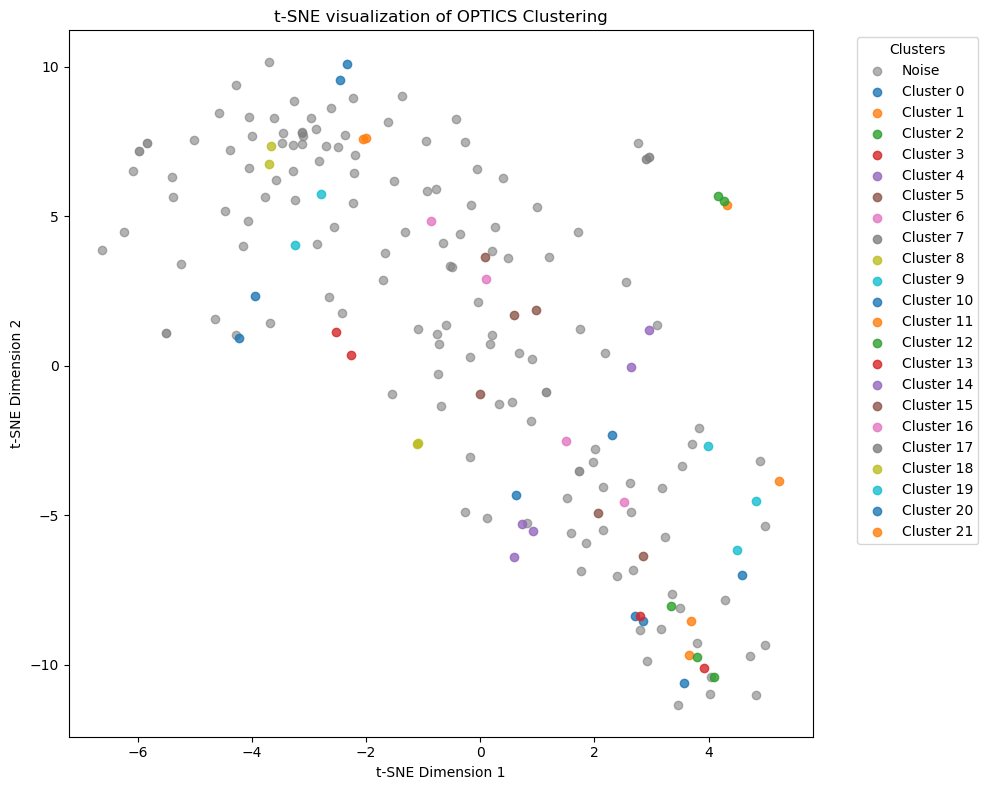 t-SNE visualization of OPTICS Clustering
t-SNE Dimension 2
10
5
0
−5
−10
−6
−4
−2
0
2
4
t-SNE Dimension 1
Clusters
Noise
Cluster 0
Cluster 1
Cluster 2
Cluster 3
Cluster 4
Cluster 5
Cluster 6
Cluster 7
Cluster 8
Cluster 9
Cluster 10
Cluster 11
Cluster 12
Cluster 13
Cluster 14
Cluster 15
Cluster 16
Cluster 17
Cluster 18
Cluster 19
Cluster 20
Cluster 21